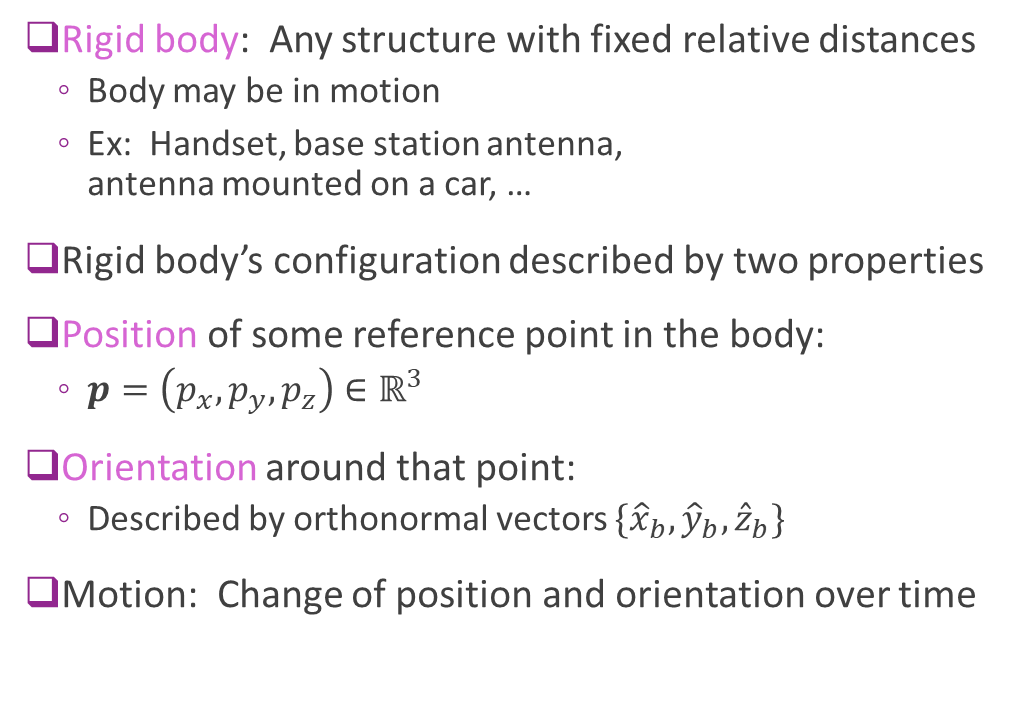 ❑Rigid body: Any structure with fixed relative distances
◦ Body may be in motion
◦ Ex: Handset, base station antenna,
antenna mounted on a car, …
❑Rigid body’s configuration described by two properties
❑Position of some reference point in the body:
◦ 𝒑 = (p_x, p_y, p_z) ∈ ℝ³
❑Orientation around that point:
◦ Described by orthonormal vectors {x̂_b, ŷ_b, ẑ_b}
❑Motion: Change of position and orientation over time